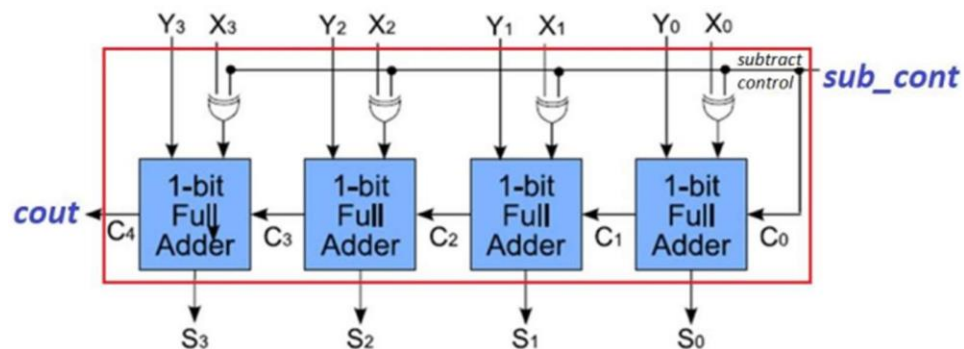 Y3 X3 Y2 X2 Y1 X1 Y0 X0
subtract
control
sub_cont
1-bit Full Adder
1-bit Full Adder
1-bit Full Adder
1-bit Full Adder
cout
C4 C3 C2 C1 C0
S3 S2 S1 S0